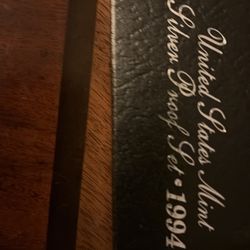 United States Mint
Silver Proof Set • 1994